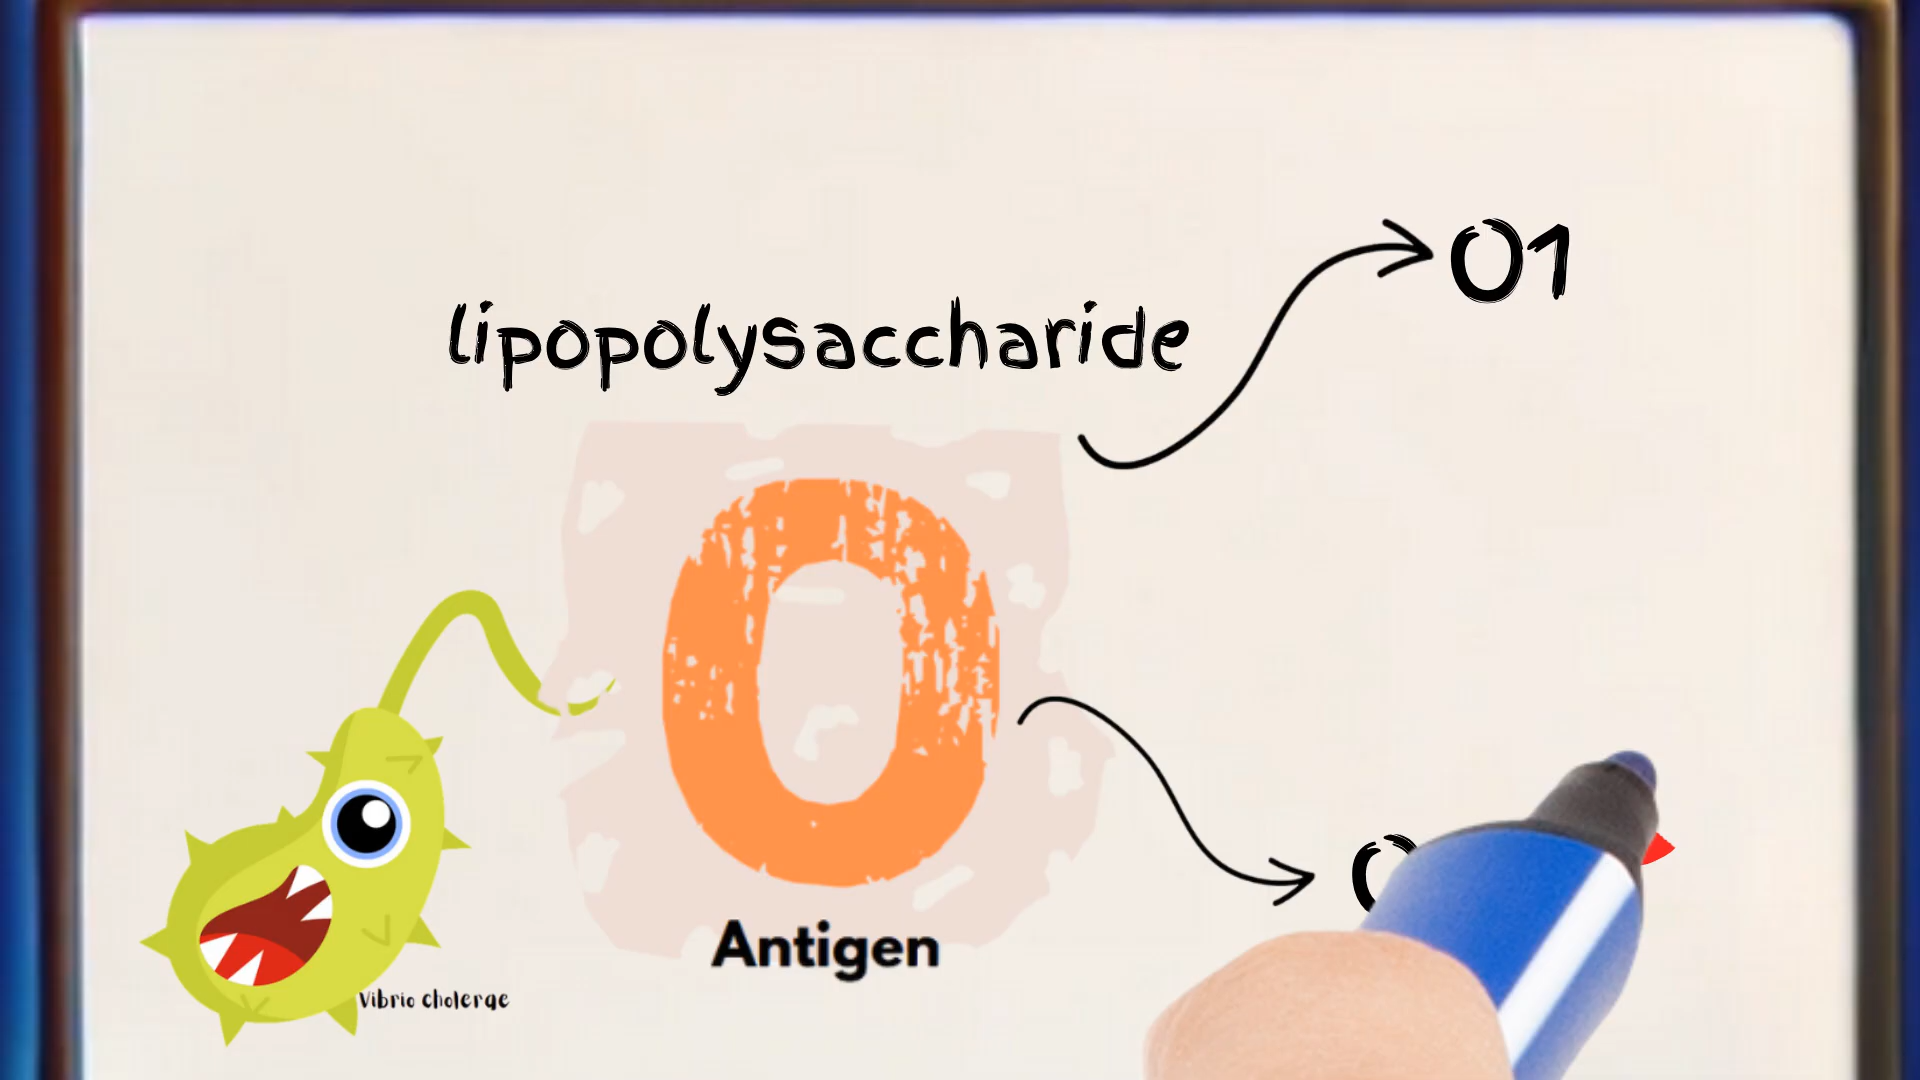 lipopolysaccharide
O1
O
Antigen
Vibrio cholerae